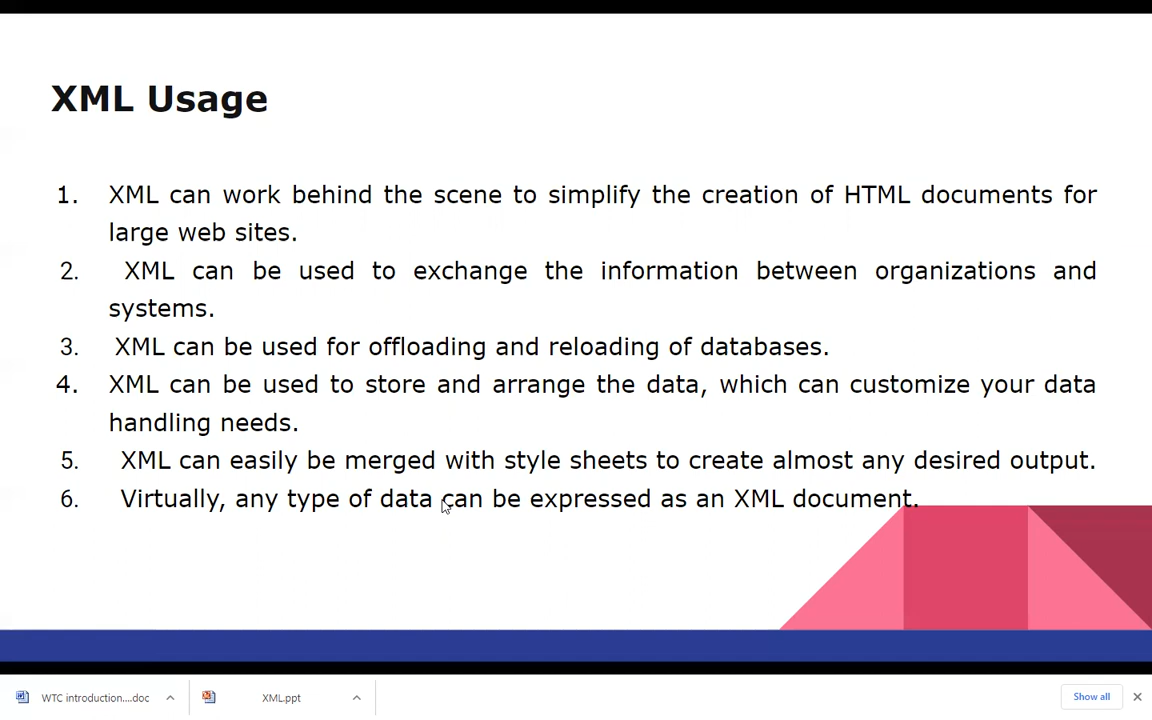 XML Usage
1. XML can work behind the scene to simplify the creation of HTML documents for
large web sites.
2. XML can be used to exchange the information between organizations and
systems.
3. XML can be used for offloading and reloading of databases.
4. XML can be used to store and arrange the data, which can customize your data
handling needs.
5. XML can easily be merged with style sheets to create almost any desired output.
6. Virtually, any type of data can be expressed as an XML document.
WTC introduction....doc XML.ppt Show all